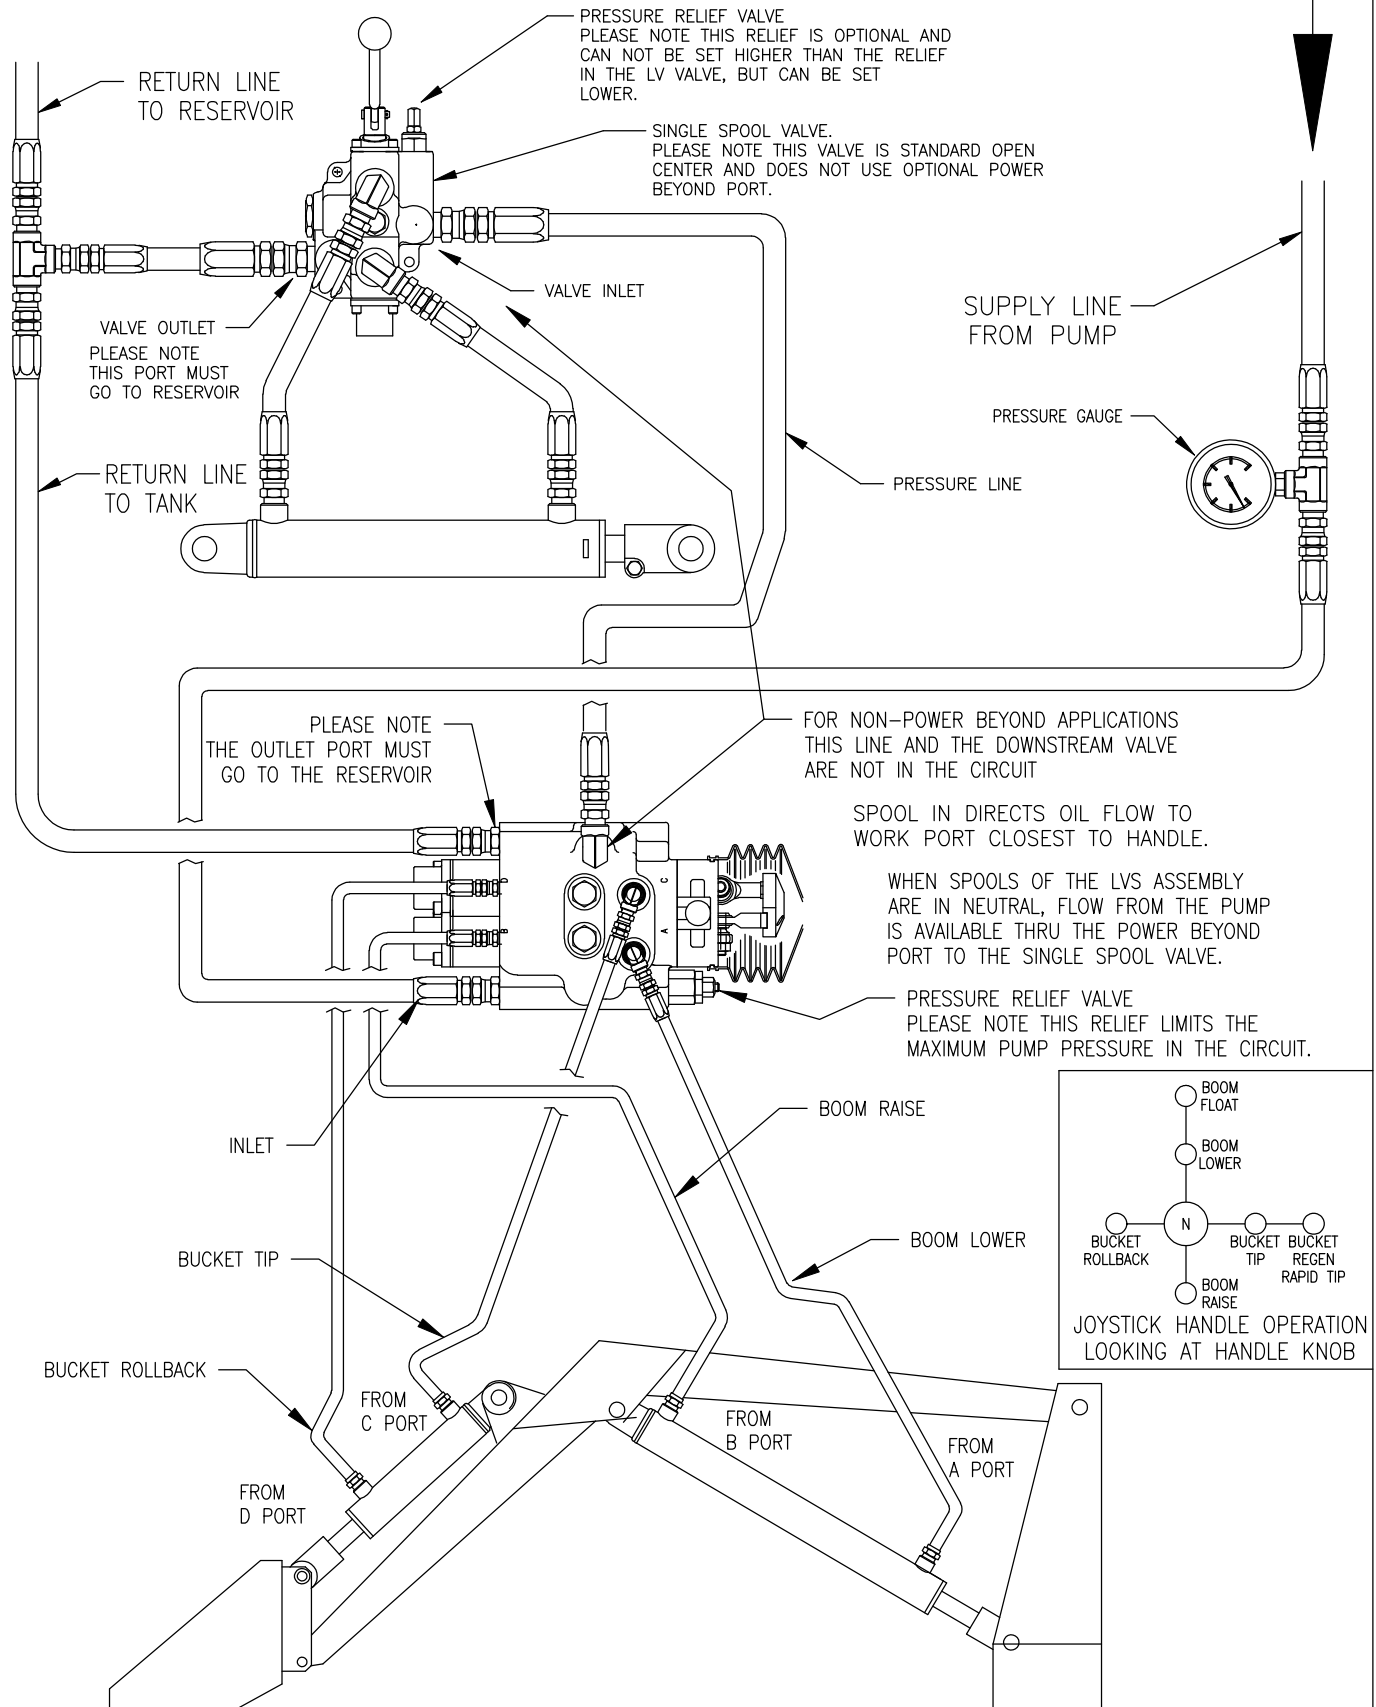 PRESSURE RELIEF VALVE
PLEASE NOTE THIS RELIEF IS OPTIONAL AND
CAN NOT BE SET HIGHER THAN THE RELIEF
IN THE LV VALVE, BUT CAN BE SET
LOWER.
RETURN LINE
TO RESERVOIR
SINGLE SPOOL VALVE.
PLEASE NOTE THIS VALVE IS STANDARD OPEN
CENTER AND DOES NOT USE OPTIONAL POWER
BEYOND PORT.
VALVE INLET
SUPPLY LINE
FROM PUMP
VALVE OUTLET
PLEASE NOTE
THIS PORT MUST
GO TO RESERVOIR
PRESSURE GAUGE
RETURN LINE
TO TANK
PRESSURE LINE
PLEASE NOTE
THE OUTLET PORT MUST
GO TO THE RESERVOIR
FOR NON-POWER BEYOND APPLICATIONS
THIS LINE AND THE DOWNSTREAM VALVE
ARE NOT IN THE CIRCUIT
SPOOL IN DIRECTS OIL FLOW TO
WORK PORT CLOSEST TO HANDLE.
D
C
B
A
WHEN SPOOLS OF THE LVS ASSEMBLY
ARE IN NEUTRAL, FLOW FROM THE PUMP
IS AVAILABLE THRU THE POWER BEYOND
PORT TO THE SINGLE SPOOL VALVE.
PRESSURE RELIEF VALVE
PLEASE NOTE THIS RELIEF LIMITS THE
MAXIMUM PUMP PRESSURE IN THE CIRCUIT.
INLET
BOOM RAISE
BOOM
FLOAT
BOOM
LOWER
N
BUCKET
ROLLBACK
BUCKET
TIP
BUCKET
REGEN
RAPID TIP
BOOM
RAISE
JOYSTICK HANDLE OPERATION
LOOKING AT HANDLE KNOB
BUCKET TIP
BOOM LOWER
BUCKET ROLLBACK
FROM
C PORT
FROM
B PORT
FROM
A PORT
FROM
D PORT